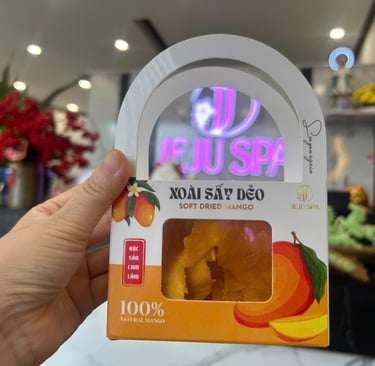 JEJU SPA
XOÀI SẤY DẺO
SOFT DRIED MANGO
JEJU SPA
ĐẶC
SẢN
CAM
LÂM
100%
NATURAL MANGO